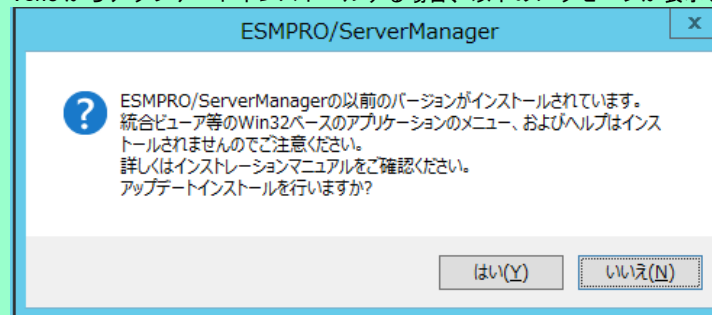 ESMPRO/ServerManager
x
ESMPRO/ServerManagerの以前のバージョンがインストールされています。
統合ビューア等のWin32ベースのアプリケーションのメニュー、およびヘルプはインス
トールされませんのでご注意ください。
詳しくはインストレーションマニュアルをご確認ください。
アップデートインストールを行いますか?
はい(Y)
いいえ(N)